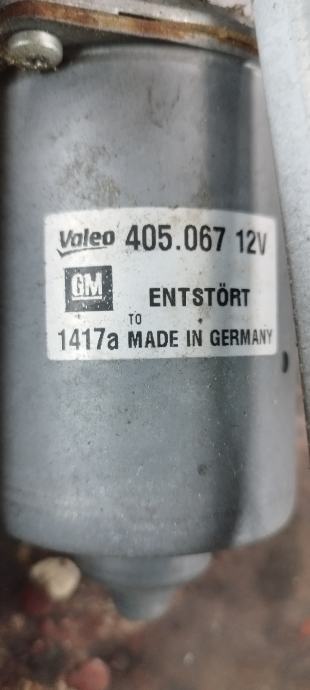 Valeo 405.067 12V
GM ENTSTÖRT
TO
1417a MADE IN GERMANY